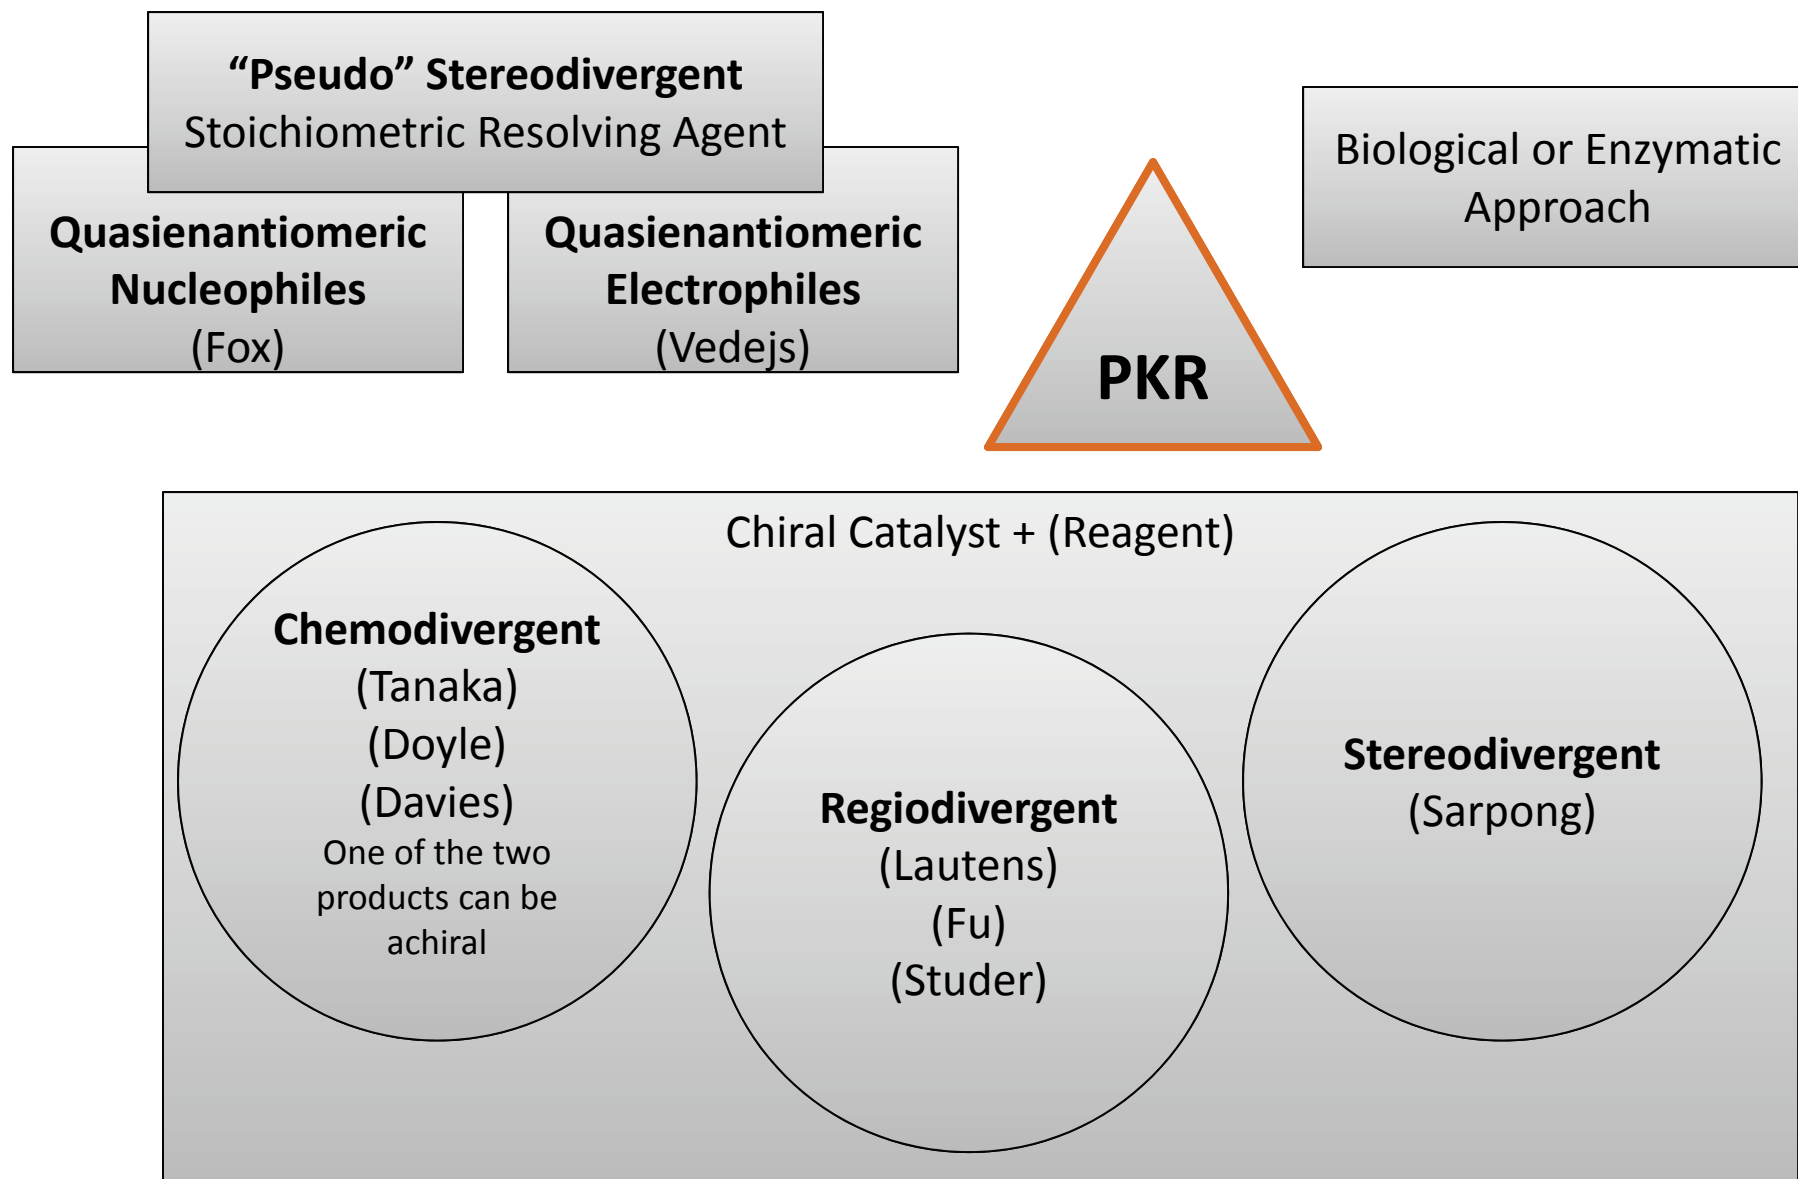 “Pseudo” Stereodivergent
Stoichiometric Resolving Agent
Quasienantiomeric
Nucleophiles
(Fox)
Quasienantiomeric
Electrophiles
(Vedejs)
PKR
Biological or Enzymatic
Approach
Chiral Catalyst + (Reagent)
Chemodivergent
(Tanaka)
(Doyle)
(Davies)
One of the two
products can be
achiral
Regiodivergent
(Lautens)
(Fu)
(Studer)
Stereodivergent
(Sarpong)